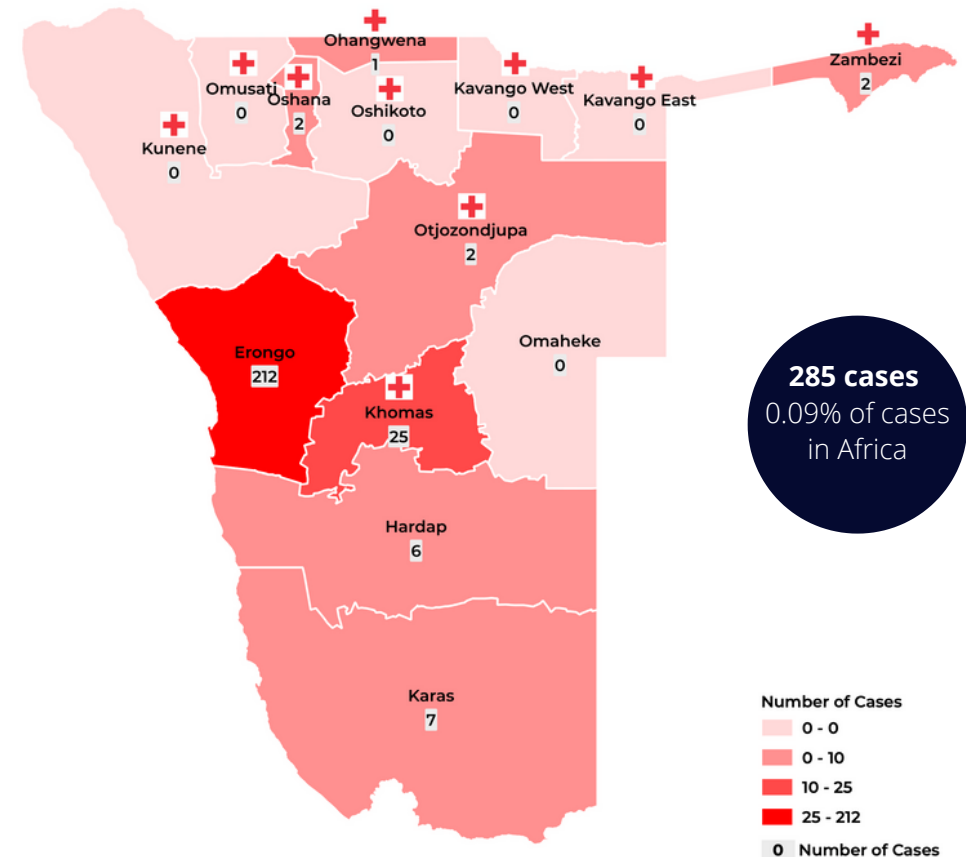 Ohangwena
1
Zambezi
2
Omusati
0
Oshana
2
Oshikoto
0
Kavango West
0
Kavango East
0
Kunene
0
Otjozondjupa
2
Omaheke
0
Erongo
212
Khomas
25
285 cases
0.09% of cases
in Africa
Hardap
6
Karas
7
Number of Cases
0 - 0
0 - 10
10 - 25
25 - 212
0 Number of Cases